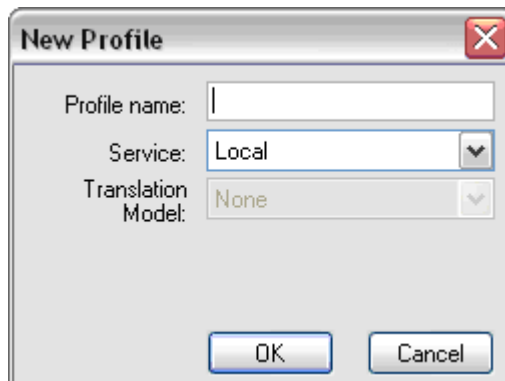 New Profile
Profile name:
Service: Local
Translation
Model: None
OK Cancel